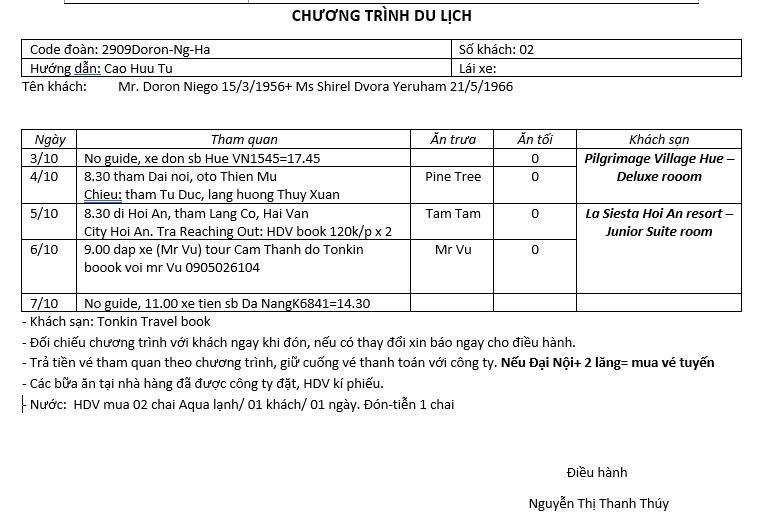 CHƯƠNG TRÌNH DU LỊCH
Code đoàn: 2909Doron-Ng-Ha Số khách: 02
Hướng dẫn: Cao Huu Tu Lái xe:
Tên khách: Mr. Doron Niego 15/3/1956+ Ms Shirel Dvora Yeruham 21/5/1966
Ngày Tham quan Ăn trưa Ăn tối Khách sạn
3/10 No guide, xe don sb Hue VN1545=17.45 0 Pilgrimage Village Hue –
4/10 8.30 tham Dai noi, oto Thien Mu Pine Tree 0 Deluxe rooom
Chieu: tham Tu Duc, lang huong Thuy Xuan
5/10 8.30 di Hoi An, tham Lang Co, Hai Van Tam Tam 0 La Siesta Hoi An resort –
City Hoi An. Tra Reaching Out: HDV book 120k/p x 2 Junior Suite room
6/10 9.00 dap xe (Mr Vu) tour Cam Thanh do Tonkin Mr Vu 0
boook voi mr Vu 0905026104
7/10 No guide, 11.00 xe tien sb Da NangK6841=14.30
- Khách sạn: Tonkin Travel book
- Đối chiếu chương trình với khách ngay khi đón, nếu có thay đổi xin báo ngay cho điều hành.
- Trả tiền vé tham quan theo chương trình, giữ cuống vé thanh toán với công ty. Nếu Đại Nội+ 2 lăng= mua vé tuyến
- Các bữa ăn tại nhà hàng đã được công ty đặt, HDV kí phiếu.
- Nước: HDV mua 02 chai Aqua lạnh/ 01 khách/ 01 ngày. Đón-tiễn 1 chai
Điều hành
Nguyễn Thị Thanh Thúy